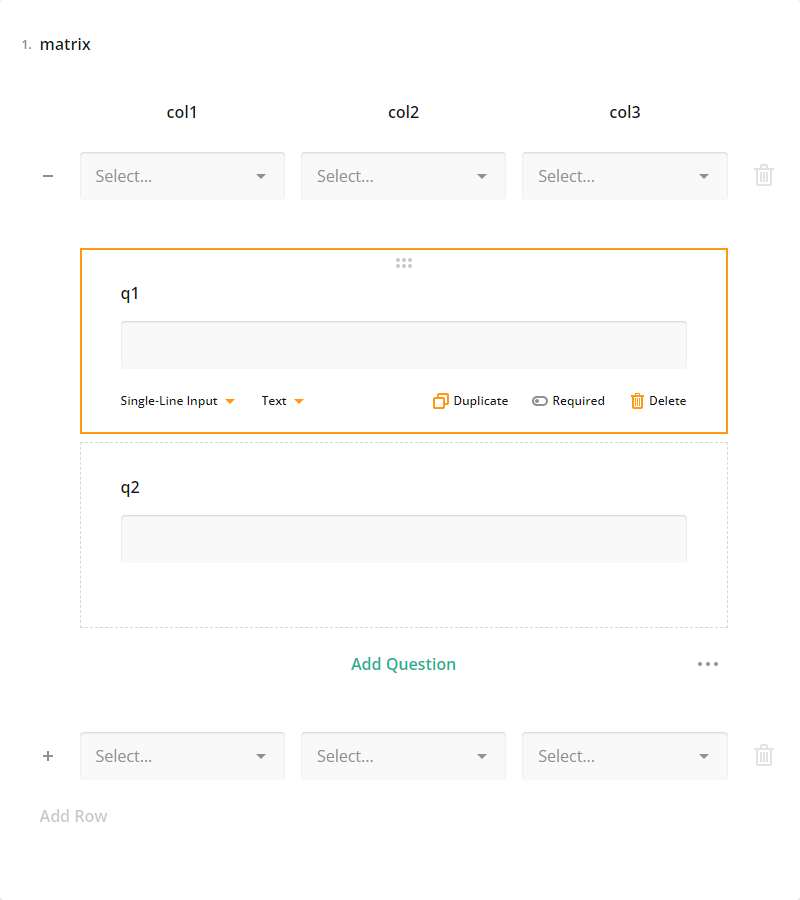 1. matrix
col1 col2 col3
Select... Select... Select...
q1
Single-Line Input Text Duplicate Required Delete
q2
Add Question
Select... Select... Select...
Add Row